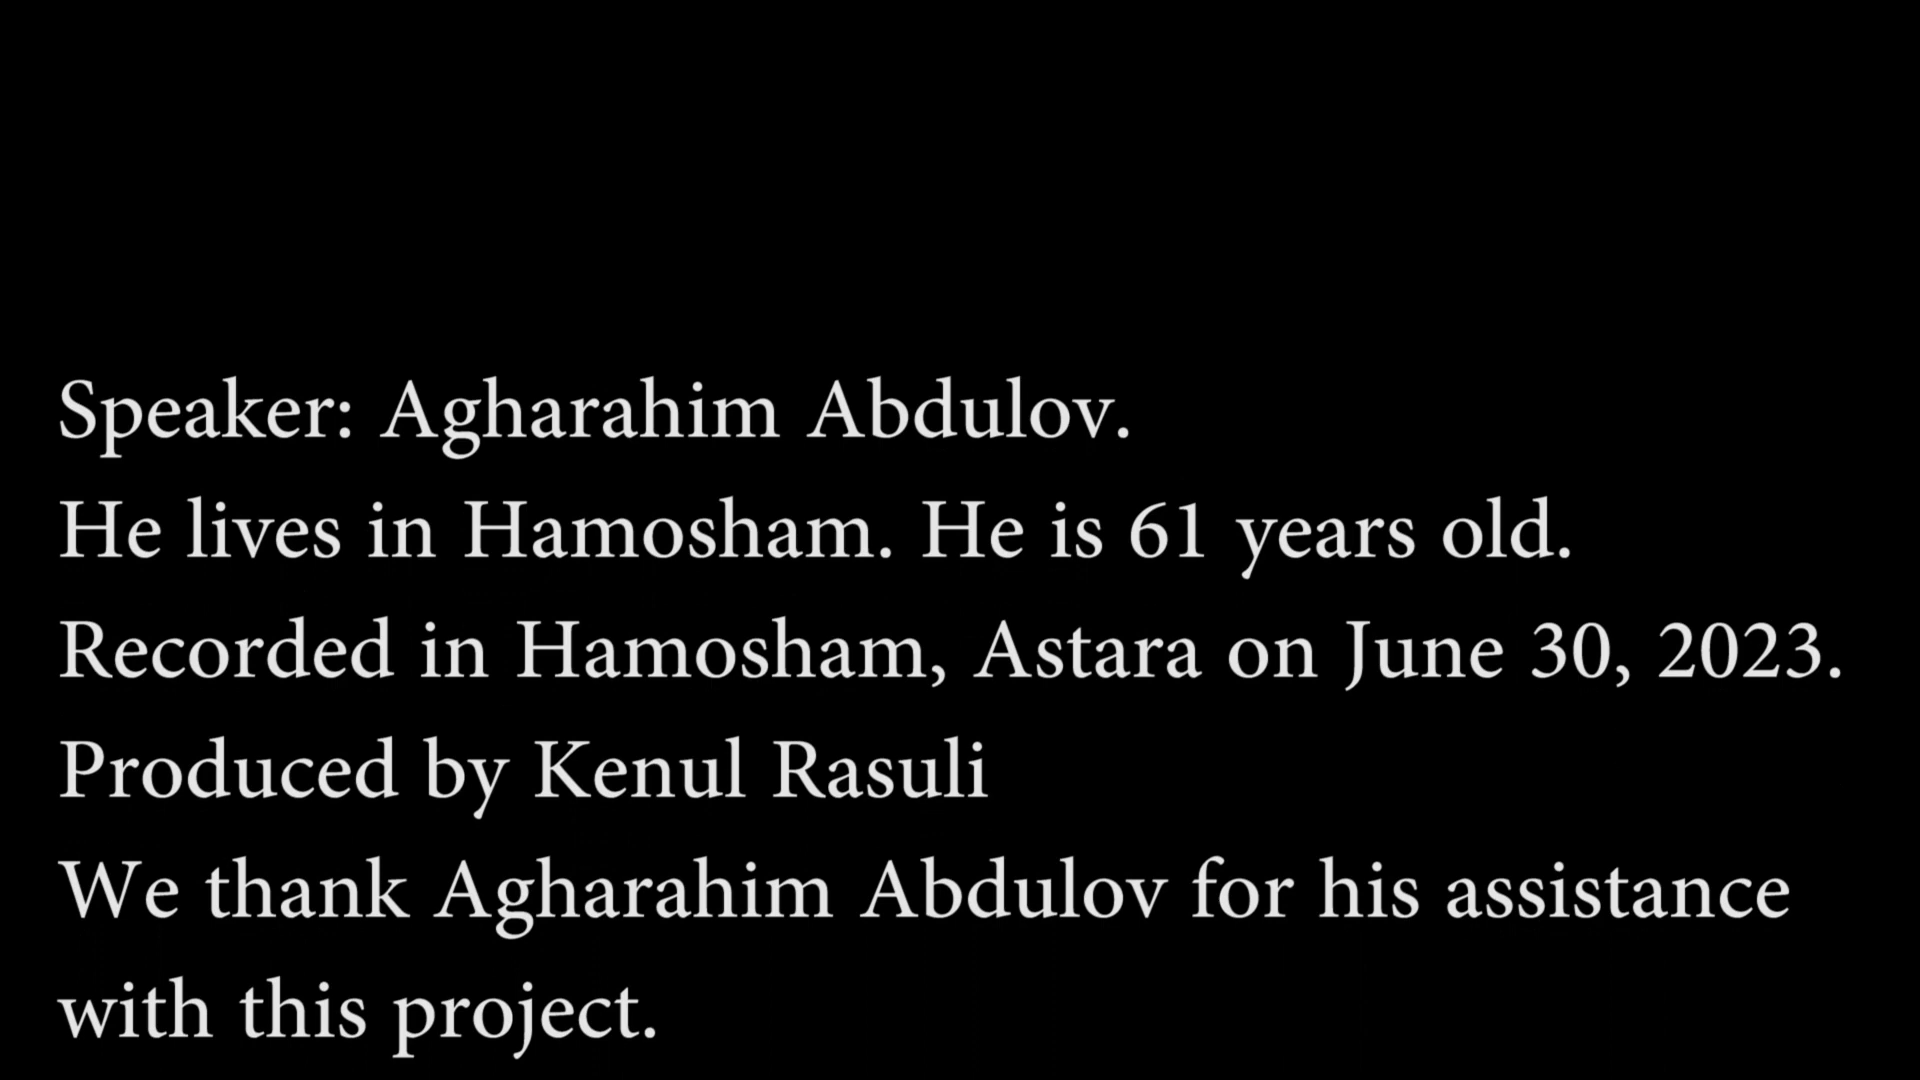 Speaker: Agharahim Abdulov.
He lives in Hamosham. He is 61 years old.
Recorded in Hamosham, Astara on June 30, 2023.
Produced by Kenul Rasuli
We thank Agharahim Abdulov for his assistance
with this project.